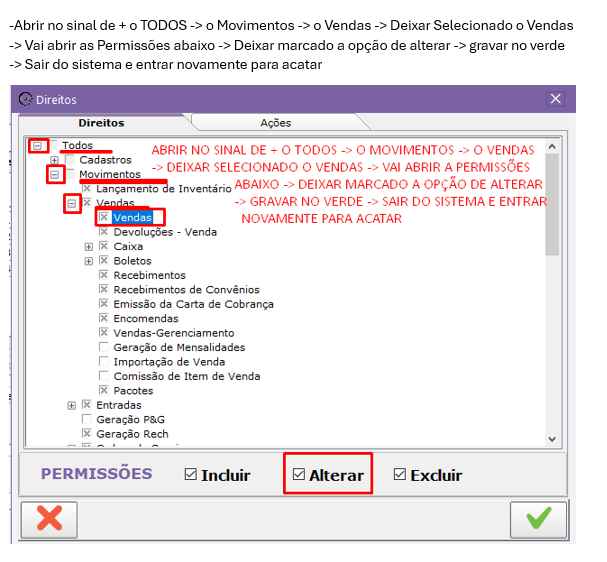 -Abrir no sinal de + o TODOS -> o Movimentos -> o Vendas -> Deixar Selecionado o Vendas
-> Vai abrir as Permissões abaixo -> Deixar marcado a opção de alterar -> gravar no verde
-> Sair do sistema e entrar novamente para acatar
Direitos
Direitos
Ações
Todos
ABRIR NO SINAL DE + O TODOS -> O MOVIMENTOS -> O VENDAS
Cadastros
-> DEIXAR SELECIONADO O VENDAS -> VAI ABRIR A PERMISSÕES
Movimentos
Lançamento de Inventário
ABAIXO -> DEIXAR MARCADO A OPÇÃO DE ALTERAR
Vendas
-> GRAVAR NO VERDE -> SAIR DO SISTEMA E ENTRAR
Vendas
NOVAMENTE PARA ACATAR
Devoluções - Venda
Caixa
Boletos
Recebimentos
Recebimentos de Convênios
Emissão da Carta de Cobrança
Encomendas
Vendas-Gerenciamento
Geração de Mensalidades
Importação de Venda
Comissão de Item de Venda
Pacotes
Entradas
Geração P&G
Geração Rech
PERMISSÕES
Incluir
Alterar
Excluir